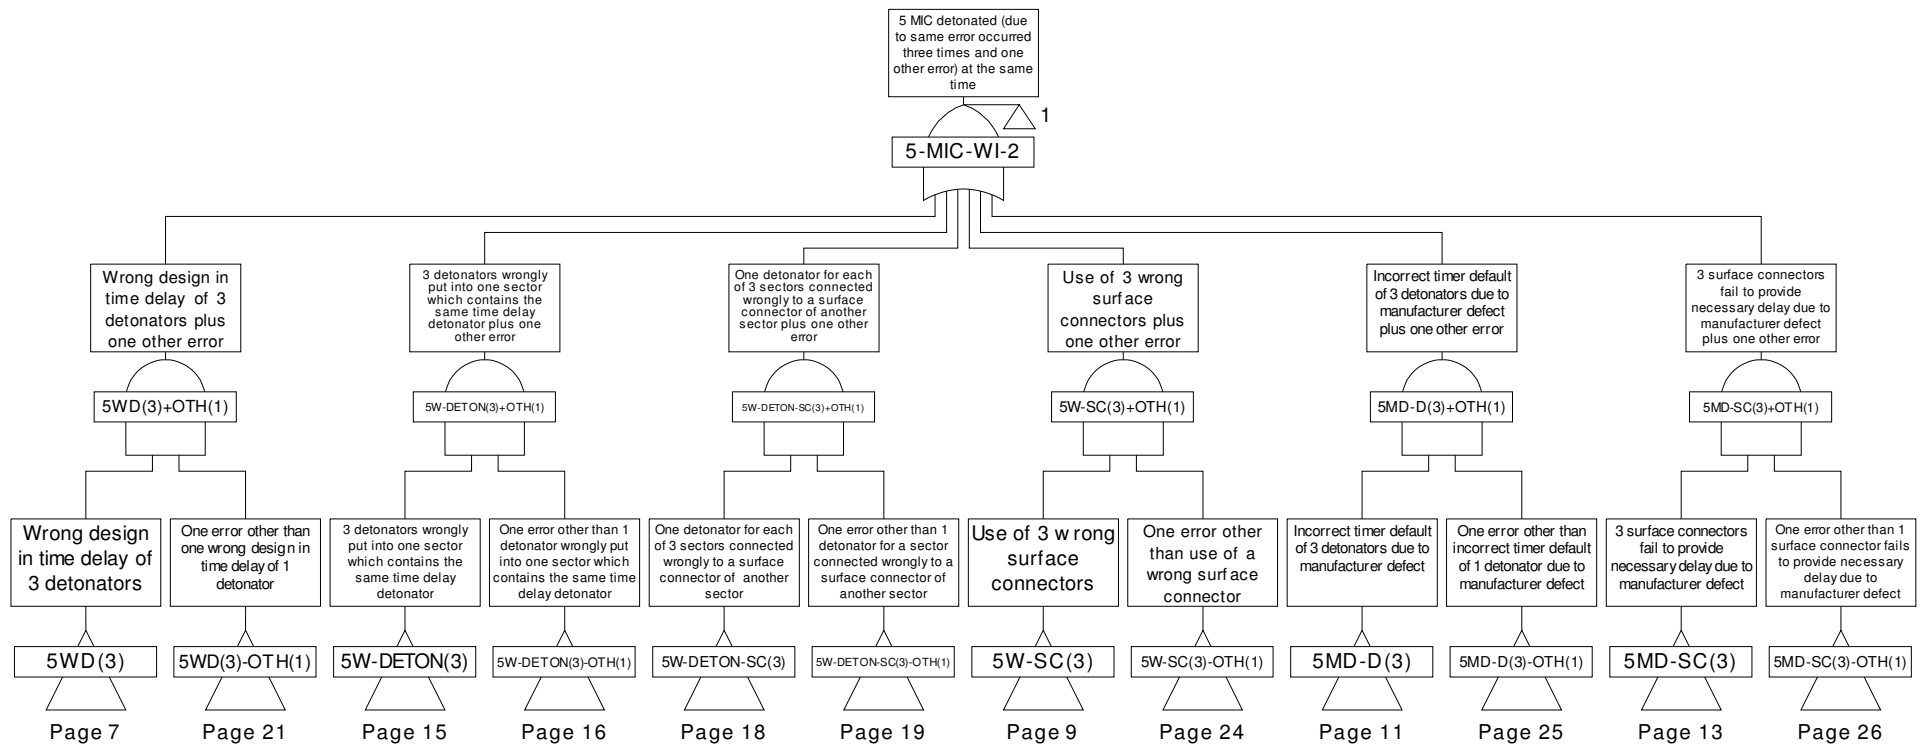 5 MIC detonated (due
to same error occurred
three times and one
other error) at the same
time
1
5-MIC-WI-2
Wrong design in
time delay of 3
detonators plus
one other error
5WD(3)+OTH(1)
3 detonators wrongly
put into one sector
which contains the
same time delay
detonator plus one
other error
5W-DETON(3)+OTH(1)
One detonator for each
of 3 sectors connected
wrongly to a surface
connector of another
sector plus one other
error
5W-DETON-SC(3)+OTH(1)
Use of 3 wrong
surface
connectors plus
one other error
5W-SC(3)+OTH(1)
Incorrect timer default
of 3 detonators due to
manufacturer defect
plus one other error
5MD-D(3)+OTH(1)
3 surface connectors
fail to provide
necessary delay due to
manufacturer defect
plus one other error
5MD-SC(3)+OTH(1)
Wrong design
in time delay of
3 detonators
5WD(3)
Page 7
One error other than
one wrong design in
time delay of 1
detonator
5WD(3)-OTH(1)
Page 21
3 detonators wrongly
put into one sector
which contains the
same time delay
detonator
5W-DETON(3)
Page 15
One error other than 1
detonator wrongly put
into one sector which
contains the same time
delay detonator
5W-DETON(3)-OTH(1)
Page 16
One detonator for each
of 3 sectors connected
wrongly to a surface
connector of another
sector
5W-DETON-SC(3)
Page 18
One error other than 1
detonator for a sector
connected wrongly to a
surface connector of
another sector
5W-DETON-SC(3)-OTH(1)
Page 19
Use of 3 wrong
surface
connectors
5W-SC(3)
Page 9
One error other
than use of a
wrong surface
connector
5W-SC(3)-OTH(1)
Page 24
Incorrect timer default
of 3 detonators due to
manufacturer defect
5MD-D(3)
Page 11
One error other than
incorrect timer default
of 1 detonator due to
manufacturer defect
5MD-D(3)-OTH(1)
Page 25
3 surface connectors
fail to provide
necessary delay due to
manufacturer defect
5MD-SC(3)
Page 13
One error other than 1
surface connector fails
to provide necessary
delay due to
manufacturer defect
5MD-SC(3)-OTH(1)
Page 26